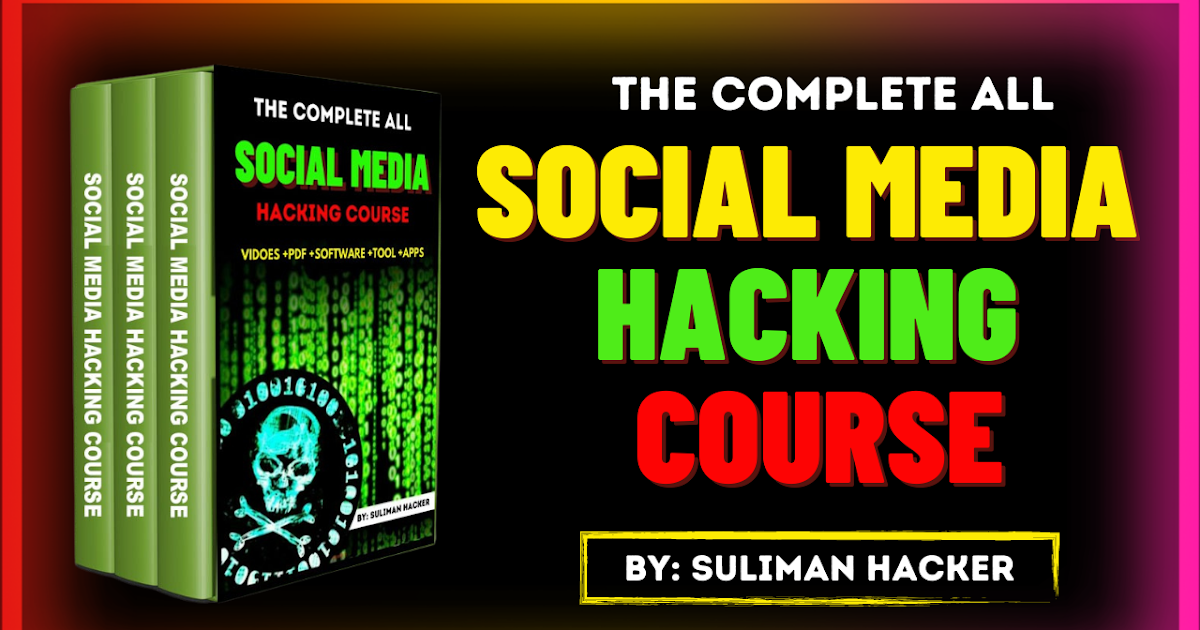 SOCIAL MEDIA HACKING COURSE
SOCIAL MEDIA HACKING COURSE
SOCIAL MEDIA HACKING COURSE
THE COMPLETE ALL
SOCIAL MEDIA
HACKING COURSE
VIDOES +PDF +SOFTWARE +TOOL +APPS
BY: SULIMAN HACKER
THE COMPLETE ALL
SOCIAL MEDIA
HACKING
COURSE
BY: SULIMAN HACKER